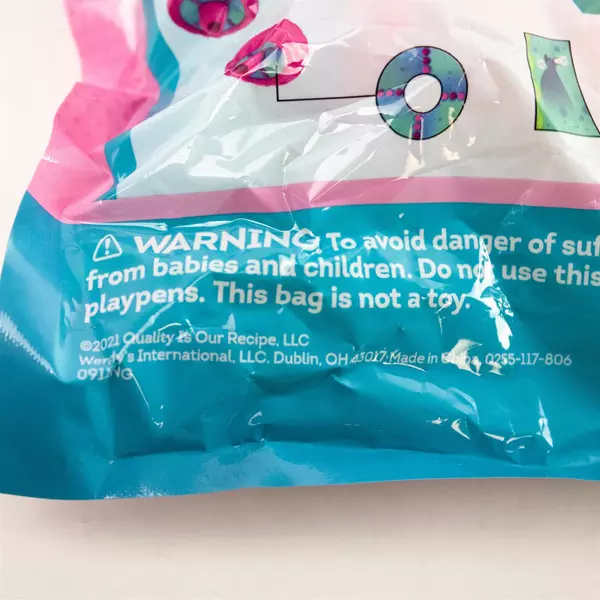 ⚠ WARNING To avoid danger of suf
from babies and children. Do not use this
playpens. This bag is not a toy.
©2021 Quality Is Our Recipe, LLC
Wendy's International, LLC. Dublin, OH 43017 Made in China 0255-117-806